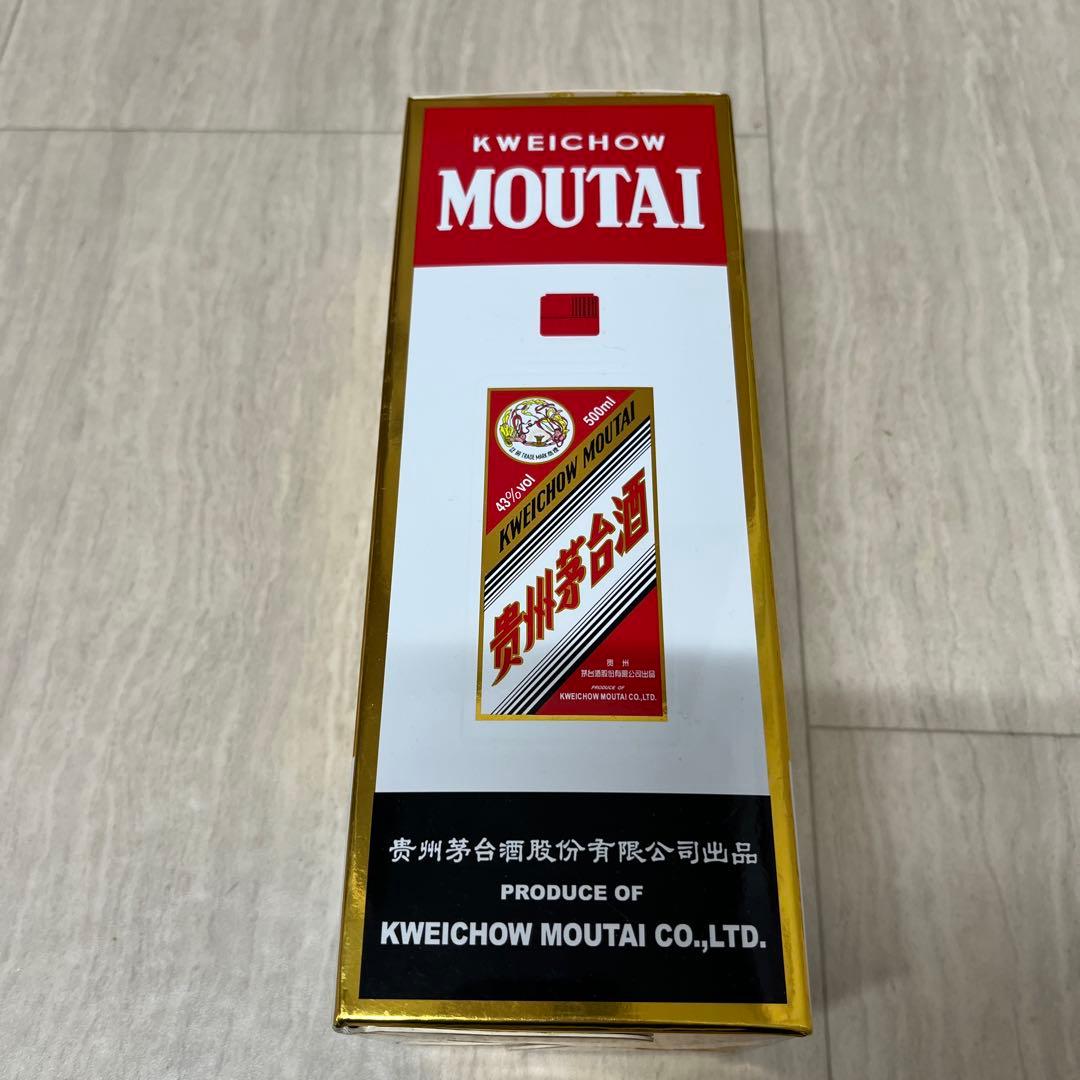 KWEICHOW
MOUTAI
TRADE MARK
500ml
43%vol
KWEICHOW MOUTAI
贵州茅台酒
贵州
茅台酒股份有限公司出品
PRODUCE OF
KWEICHOW MOUTAI CO.,LTD.
贵州茅台酒股份有限公司出品
PRODUCE OF
KWEICHOW MOUTAI CO.,LTD.